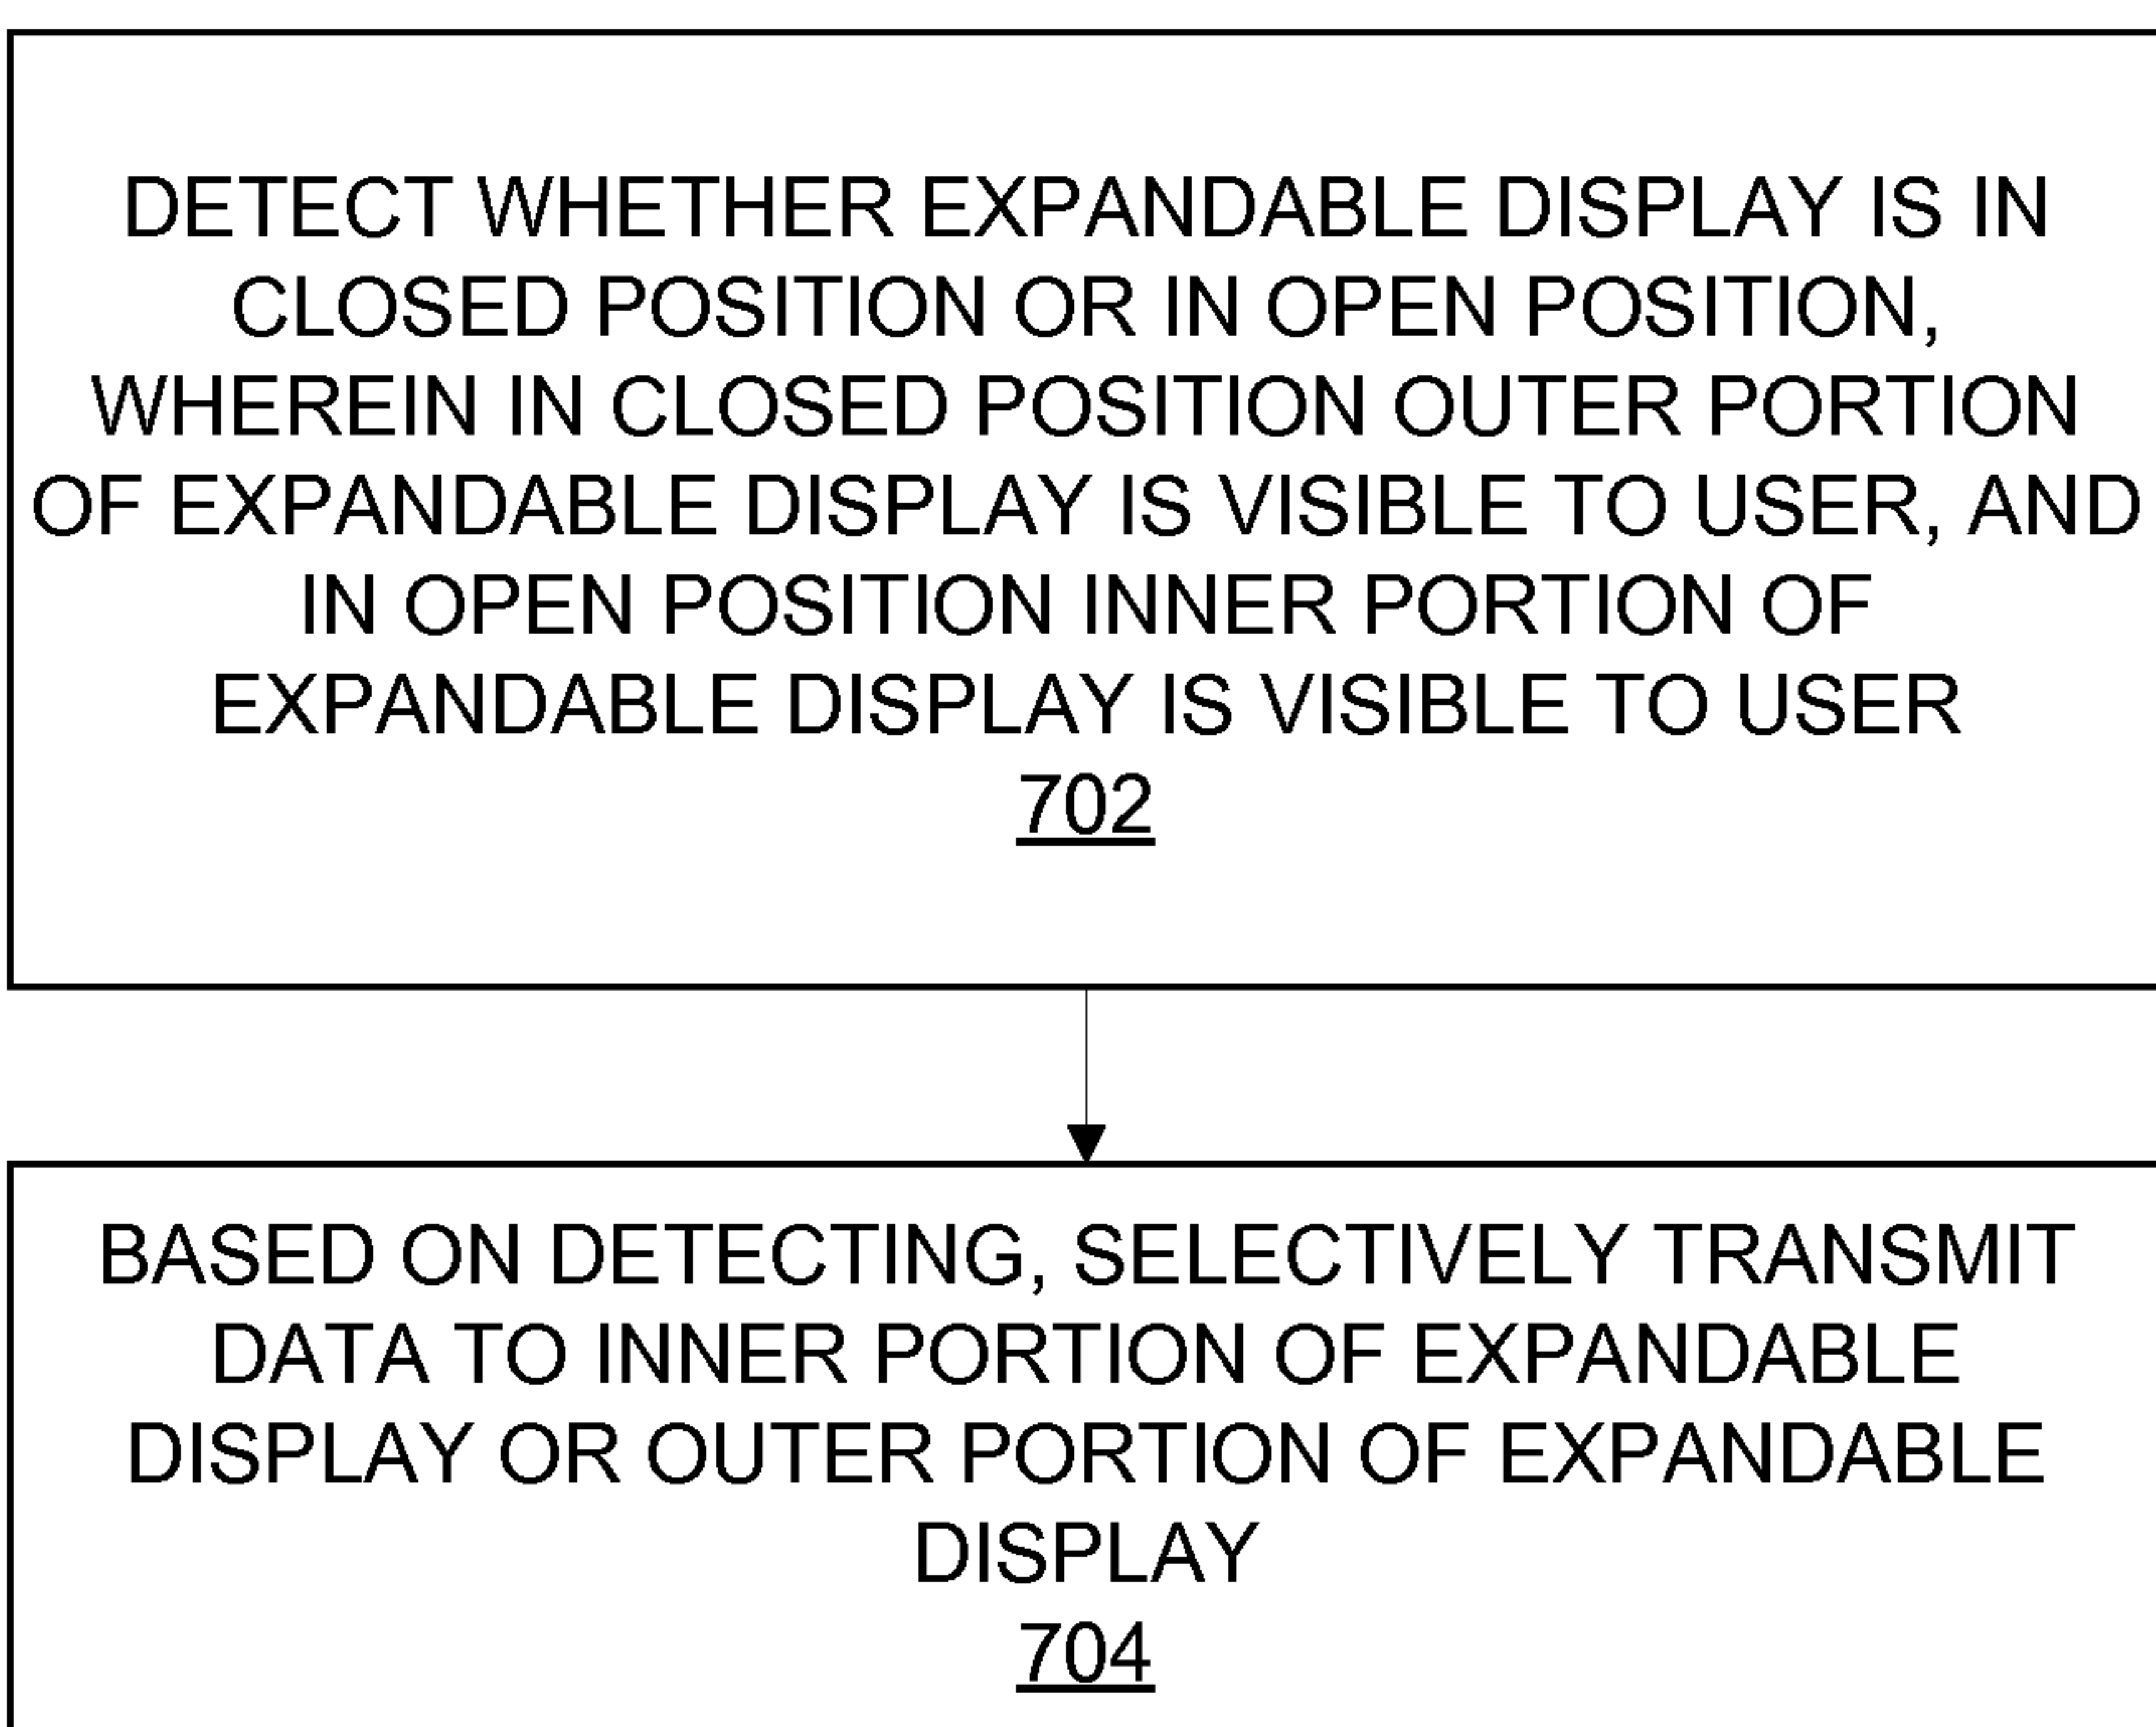 DETECT WHETHER EXPANDABLE DISPLAY IS IN
CLOSED POSITION OR IN OPEN POSITION,
WHEREIN IN CLOSED POSITION OUTER PORTION
OF EXPANDABLE DISPLAY IS VISIBLE TO USER, AND
IN OPEN POSITION INNER PORTION OF
EXPANDABLE DISPLAY IS VISIBLE TO USER
702
BASED ON DETECTING, SELECTIVELY TRANSMIT
DATA TO INNER PORTION OF EXPANDABLE
DISPLAY OR OUTER PORTION OF EXPANDABLE
DISPLAY
704